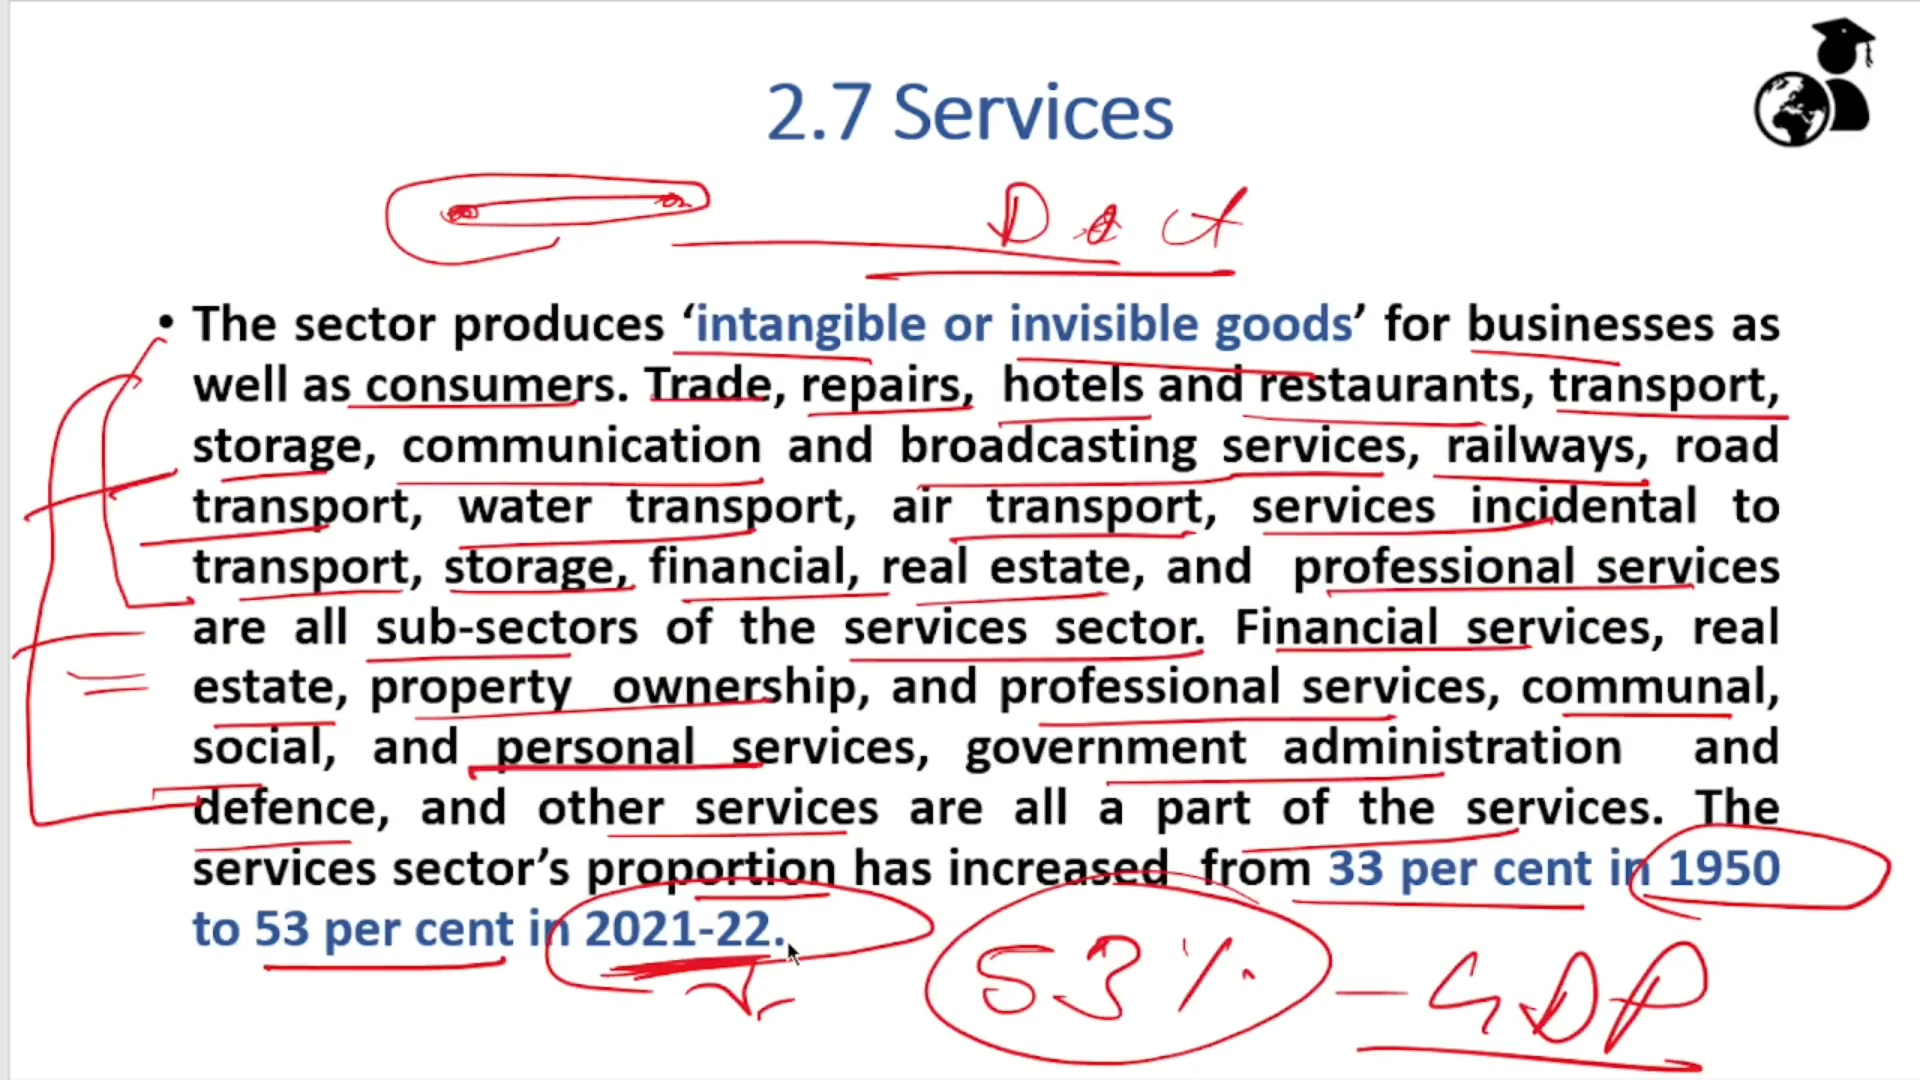 2.7 Services
• The sector produces ‘intangible or invisible goods’ for businesses as
well as consumers. Trade, repairs, hotels and restaurants, transport,
storage, communication and broadcasting services, railways, road
transport, water transport, air transport, services incidental to
transport, storage, financial, real estate, and professional services
are all sub-sectors of the services sector. Financial services, real
estate, property ownership, and professional services, communal,
social, and personal services, government administration and
defence, and other services are all a part of the services. The
services sector’s proportion has increased from 33 per cent in 1950
to 53 per cent in 2021-22.
53% - GDP